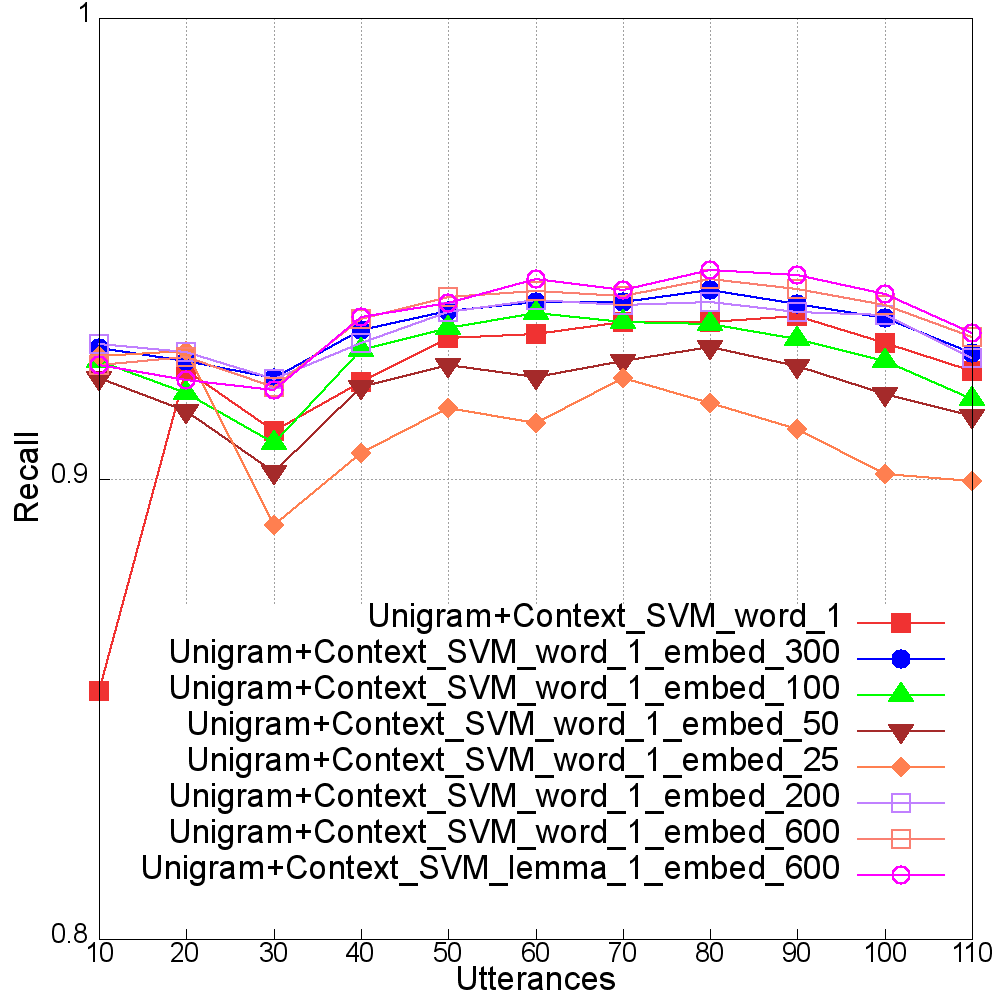 1
0.9
0.8
Recall
Unigram+Context_SVM_word_1
Unigram+Context_SVM_word_1_embed_300
Unigram+Context_SVM_word_1_embed_100
Unigram+Context_SVM_word_1_embed_50
Unigram+Context_SVM_word_1_embed_25
Unigram+Context_SVM_word_1_embed_200
Unigram+Context_SVM_word_1_embed_600
Unigram+Context_SVM_lemma_1_embed_600
10 20 30 40 50 60 70 80 90 100 110
Utterances